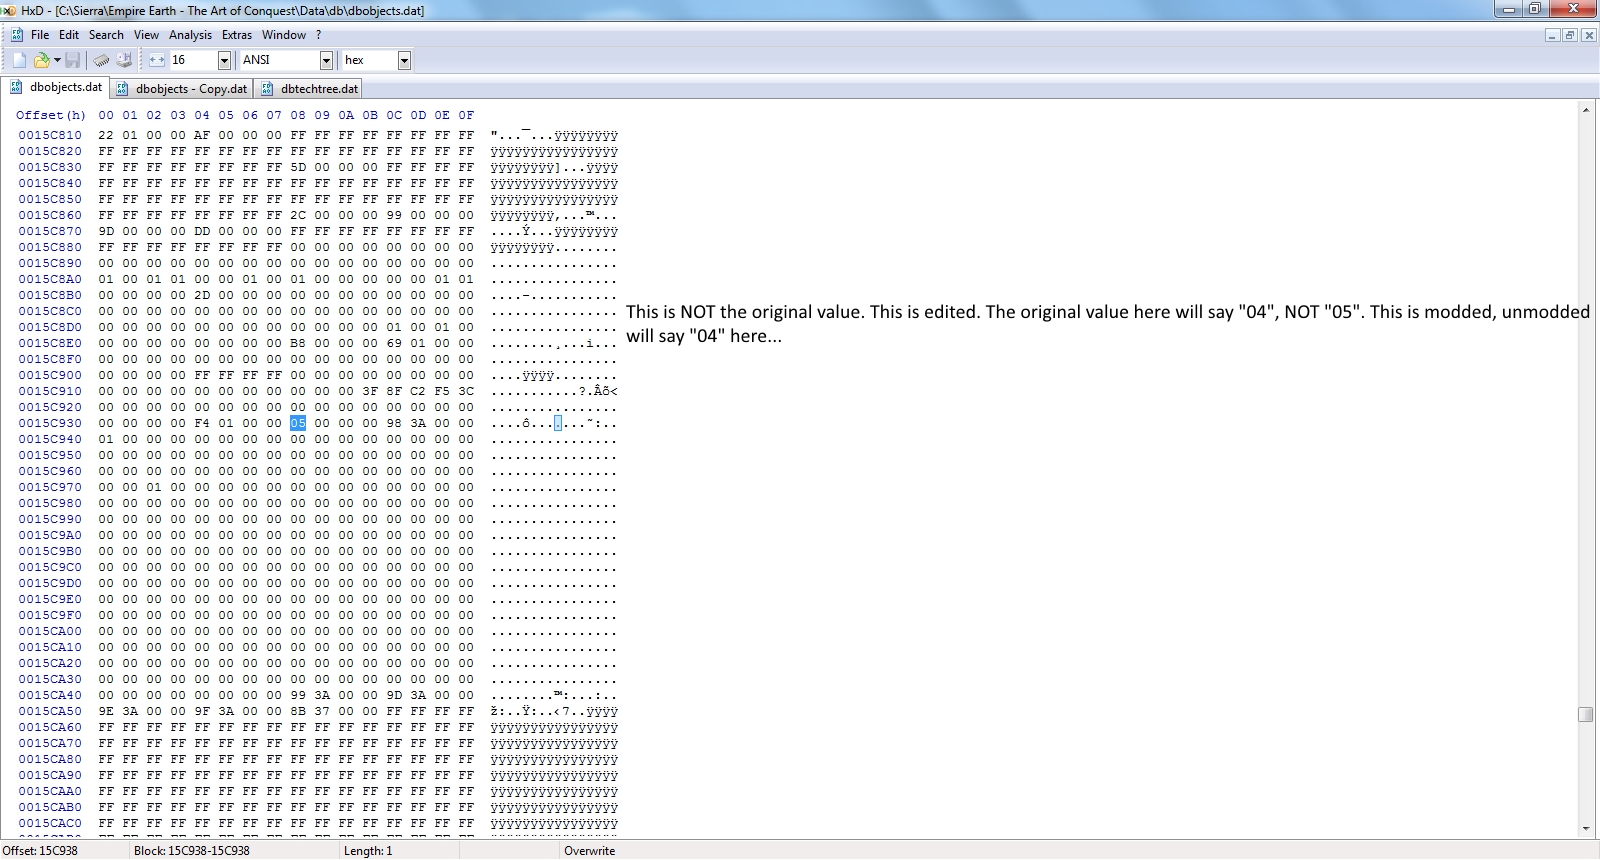 HxD - [C:\Sierra\Empire Earth - The Art of Conquest\Data\db\dbobjects.dat]
File Edit Search View Analysis Extras Window ?
16 ANSI hex
dbobjects.dat dbobjects - Copy.dat dbtechtree.dat
Offset(h) 00 01 02 03 04 05 06 07 08 09 0A 0B 0C 0D 0E 0F
0015C810 22 01 00 00 AF 00 00 00 FF FF FF FF FF FF FF FF "...¯...ÿÿÿÿÿÿÿÿ
0015C820 FF FF FF FF FF FF FF FF FF FF FF FF FF FF FF FF ÿÿÿÿÿÿÿÿÿÿÿÿÿÿÿÿ
0015C830 FF FF FF FF FF FF FF FF 5D 00 00 00 FF FF FF FF ÿÿÿÿÿÿÿÿ]...ÿÿÿÿ
0015C840 FF FF FF FF FF FF FF FF FF FF FF FF FF FF FF FF ÿÿÿÿÿÿÿÿÿÿÿÿÿÿÿÿ
0015C850 FF FF FF FF FF FF FF FF FF FF FF FF FF FF FF FF ÿÿÿÿÿÿÿÿÿÿÿÿÿÿÿÿ
0015C860 FF FF FF FF FF FF FF FF 2C 00 00 00 99 00 00 00 ÿÿÿÿÿÿÿÿ,...™...
0015C870 9D 00 00 00 DD 00 00 00 FF FF FF FF FF FF FF FF ....Ý...ÿÿÿÿÿÿÿÿ
0015C880 FF FF FF FF FF FF FF FF 00 00 00 00 00 00 00 00 ÿÿÿÿÿÿÿÿ........
0015C890 00 00 00 00 00 00 00 00 00 00 00 00 00 00 00 00 ................
0015C8A0 01 00 01 01 00 00 01 00 01 00 00 00 00 00 01 01 ................
0015C8B0 00 00 00 00 2D 00 00 00 00 00 00 00 00 00 00 00 ....-...........
0015C8C0 00 00 00 00 00 00 00 00 00 00 00 00 00 00 00 00 ................
This is NOT the original value. This is edited. The original value here will say "04", NOT "05". This is modded, unmodded
0015C8D0 00 00 00 00 00 00 00 00 00 00 00 00 01 00 01 00 ................
will say "04" here...
0015C8E0 00 00 00 00 00 00 00 00 B8 00 00 00 69 01 00 00 ........¸...i...
0015C8F0 00 00 00 00 00 00 00 00 00 00 00 00 00 00 00 00 ................
0015C900 00 00 00 00 FF FF FF FF 00 00 00 00 00 00 00 00 ....ÿÿÿÿ........
0015C910 00 00 00 00 00 00 00 00 00 00 00 3F 8F C2 F5 3C ...........?.Âõ<
0015C920 00 00 00 00 00 00 00 00 00 00 00 00 00 00 00 00 ................
0015C930 00 00 00 00 F4 01 00 00 05 00 00 00 98 3A 00 00 ....ô.......˜:..
0015C940 01 00 00 00 00 00 00 00 00 00 00 00 00 00 00 00 ................
0015C950 00 00 00 00 00 00 00 00 00 00 00 00 00 00 00 00 ................
0015C960 00 00 00 00 00 00 00 00 00 00 00 00 00 00 00 00 ................
0015C970 00 00 01 00 00 00 00 00 00 00 00 00 00 00 00 00 ................
0015C980 00 00 00 00 00 00 00 00 00 00 00 00 00 00 00 00 ................
0015C990 00 00 00 00 00 00 00 00 00 00 00 00 00 00 00 00 ................
0015C9A0 00 00 00 00 00 00 00 00 00 00 00 00 00 00 00 00 ................
0015C9B0 00 00 00 00 00 00 00 00 00 00 00 00 00 00 00 00 ................
0015C9C0 00 00 00 00 00 00 00 00 00 00 00 00 00 00 00 00 ................
0015C9D0 00 00 00 00 00 00 00 00 00 00 00 00 00 00 00 00 ................
0015C9E0 00 00 00 00 00 00 00 00 00 00 00 00 00 00 00 00 ................
0015C9F0 00 00 00 00 00 00 00 00 00 00 00 00 00 00 00 00 ................
0015CA00 00 00 00 00 00 00 00 00 00 00 00 00 00 00 00 00 ................
0015CA10 00 00 00 00 00 00 00 00 00 00 00 00 00 00 00 00 ................
0015CA20 00 00 00 00 00 00 00 00 00 00 00 00 00 00 00 00 ................
0015CA30 00 00 00 00 00 00 00 00 00 00 00 00 00 00 00 00 ................
0015CA40 00 00 00 00 00 00 00 00 99 3A 00 00 9D 3A 00 00 ........™:...:..
0015CA50 9E 3A 00 00 9F 3A 00 00 8B 37 00 00 FF FF FF FF ž:..Ÿ:..‹7..ÿÿÿÿ
0015CA60 FF FF FF FF FF FF FF FF FF FF FF FF FF FF FF FF ÿÿÿÿÿÿÿÿÿÿÿÿÿÿÿÿ
0015CA70 FF FF FF FF FF FF FF FF FF FF FF FF FF FF FF FF ÿÿÿÿÿÿÿÿÿÿÿÿÿÿÿÿ
0015CA80 FF FF FF FF FF FF FF FF FF FF FF FF FF FF FF FF ÿÿÿÿÿÿÿÿÿÿÿÿÿÿÿÿ
0015CA90 FF FF FF FF FF FF FF FF FF FF FF FF FF FF FF FF ÿÿÿÿÿÿÿÿÿÿÿÿÿÿÿÿ
0015CAA0 FF FF FF FF FF FF FF FF FF FF FF FF FF FF FF FF ÿÿÿÿÿÿÿÿÿÿÿÿÿÿÿÿ
0015CAB0 FF FF FF FF FF FF FF FF FF FF FF FF FF FF FF FF ÿÿÿÿÿÿÿÿÿÿÿÿÿÿÿÿ
0015CAC0 FF FF FF FF FF FF FF FF FF FF FF FF FF FF FF FF ÿÿÿÿÿÿÿÿÿÿÿÿÿÿÿÿ
Offset: 15C938 Block: 15C938-15C938 Length: 1 Overwrite